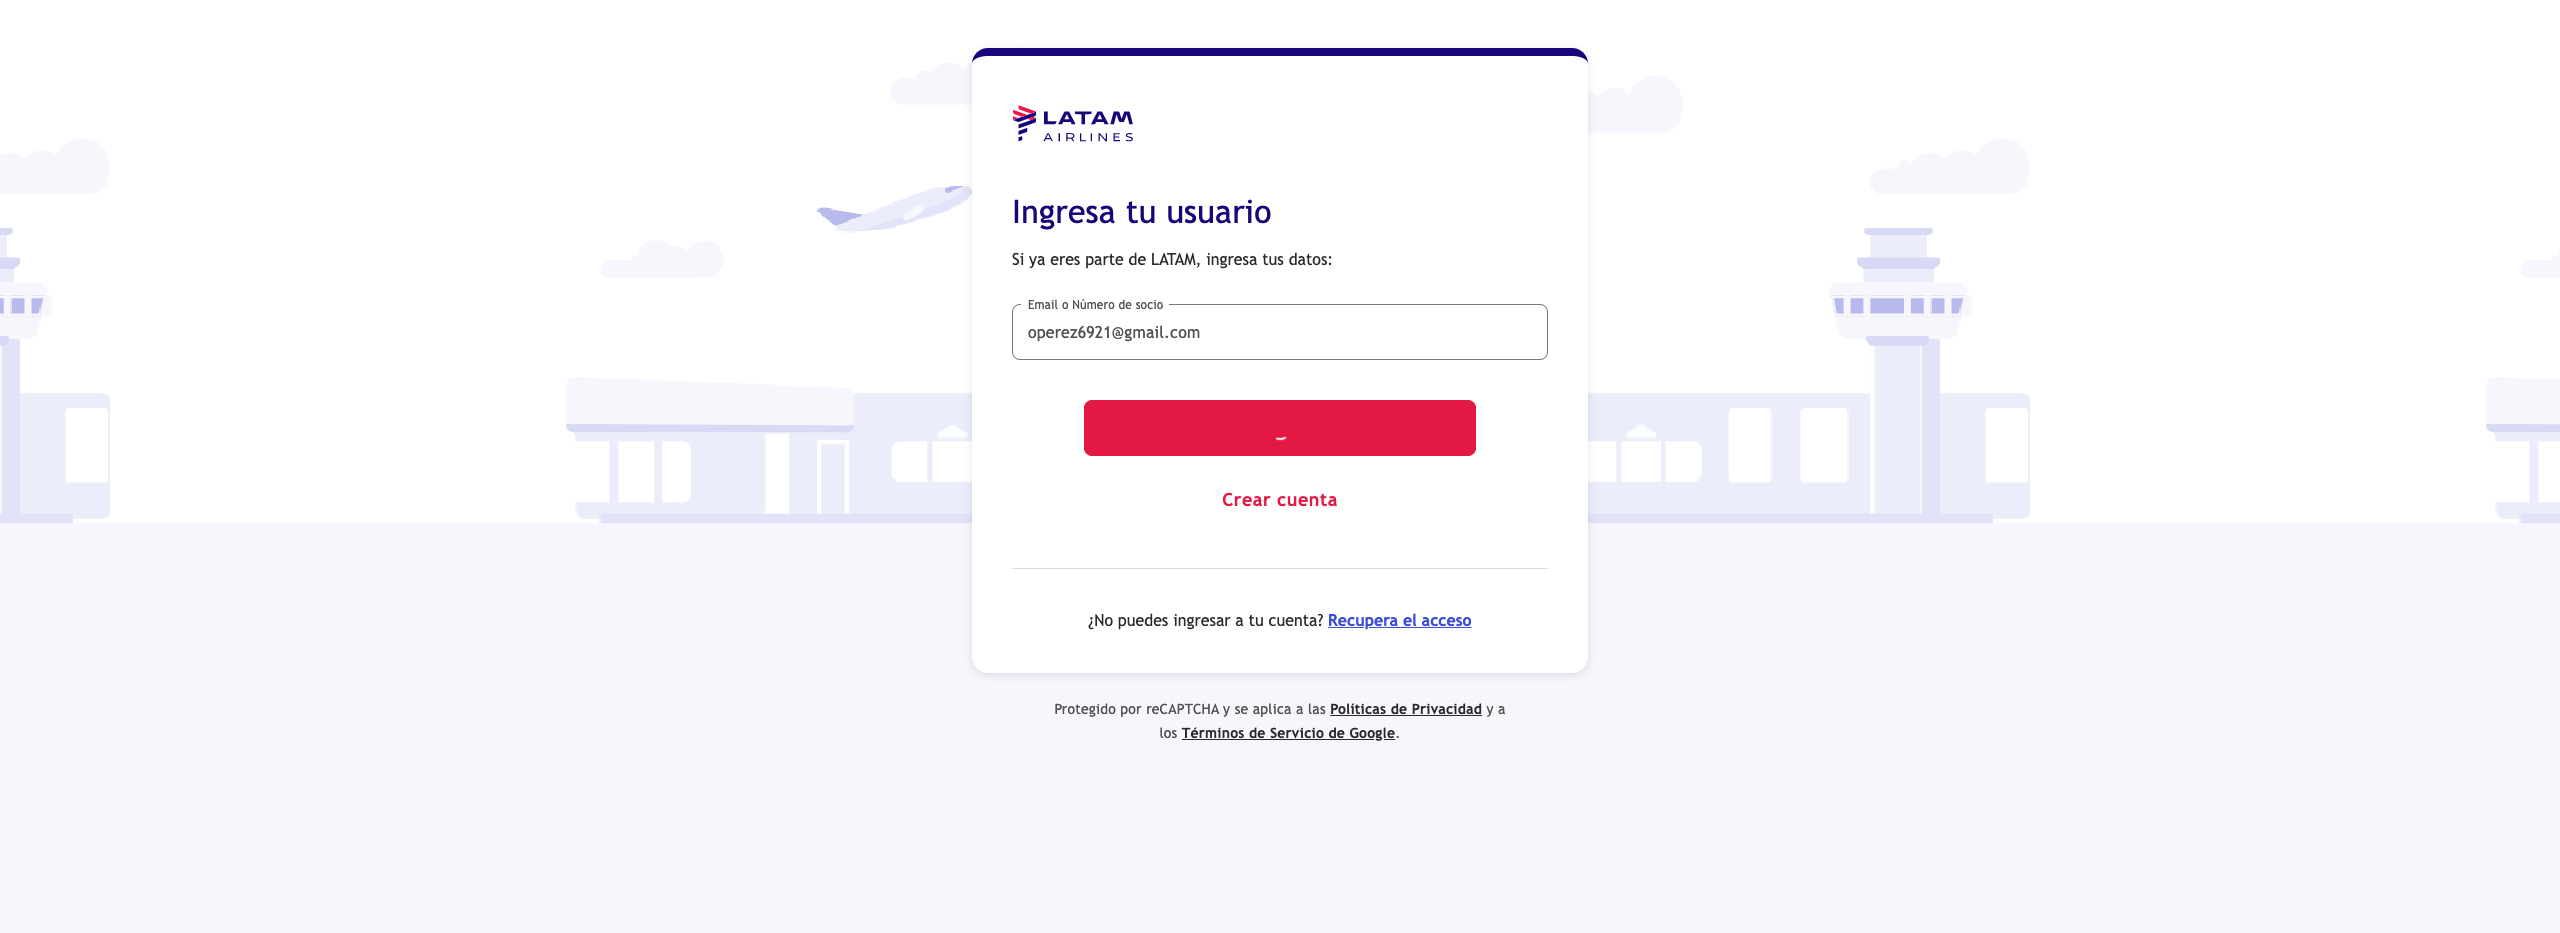 LATAM
AIRLINES
Ingresa tu usuario
Si ya eres parte de LATAM, ingresa tus datos:
Email o Número de socio
operez6921@gmail.com
Crear cuenta
¿No puedes ingresar a tu cuenta? Recupera el acceso
Protegido por reCAPTCHA y se aplica a las Políticas de Privacidad y a
los Términos de Servicio de Google.